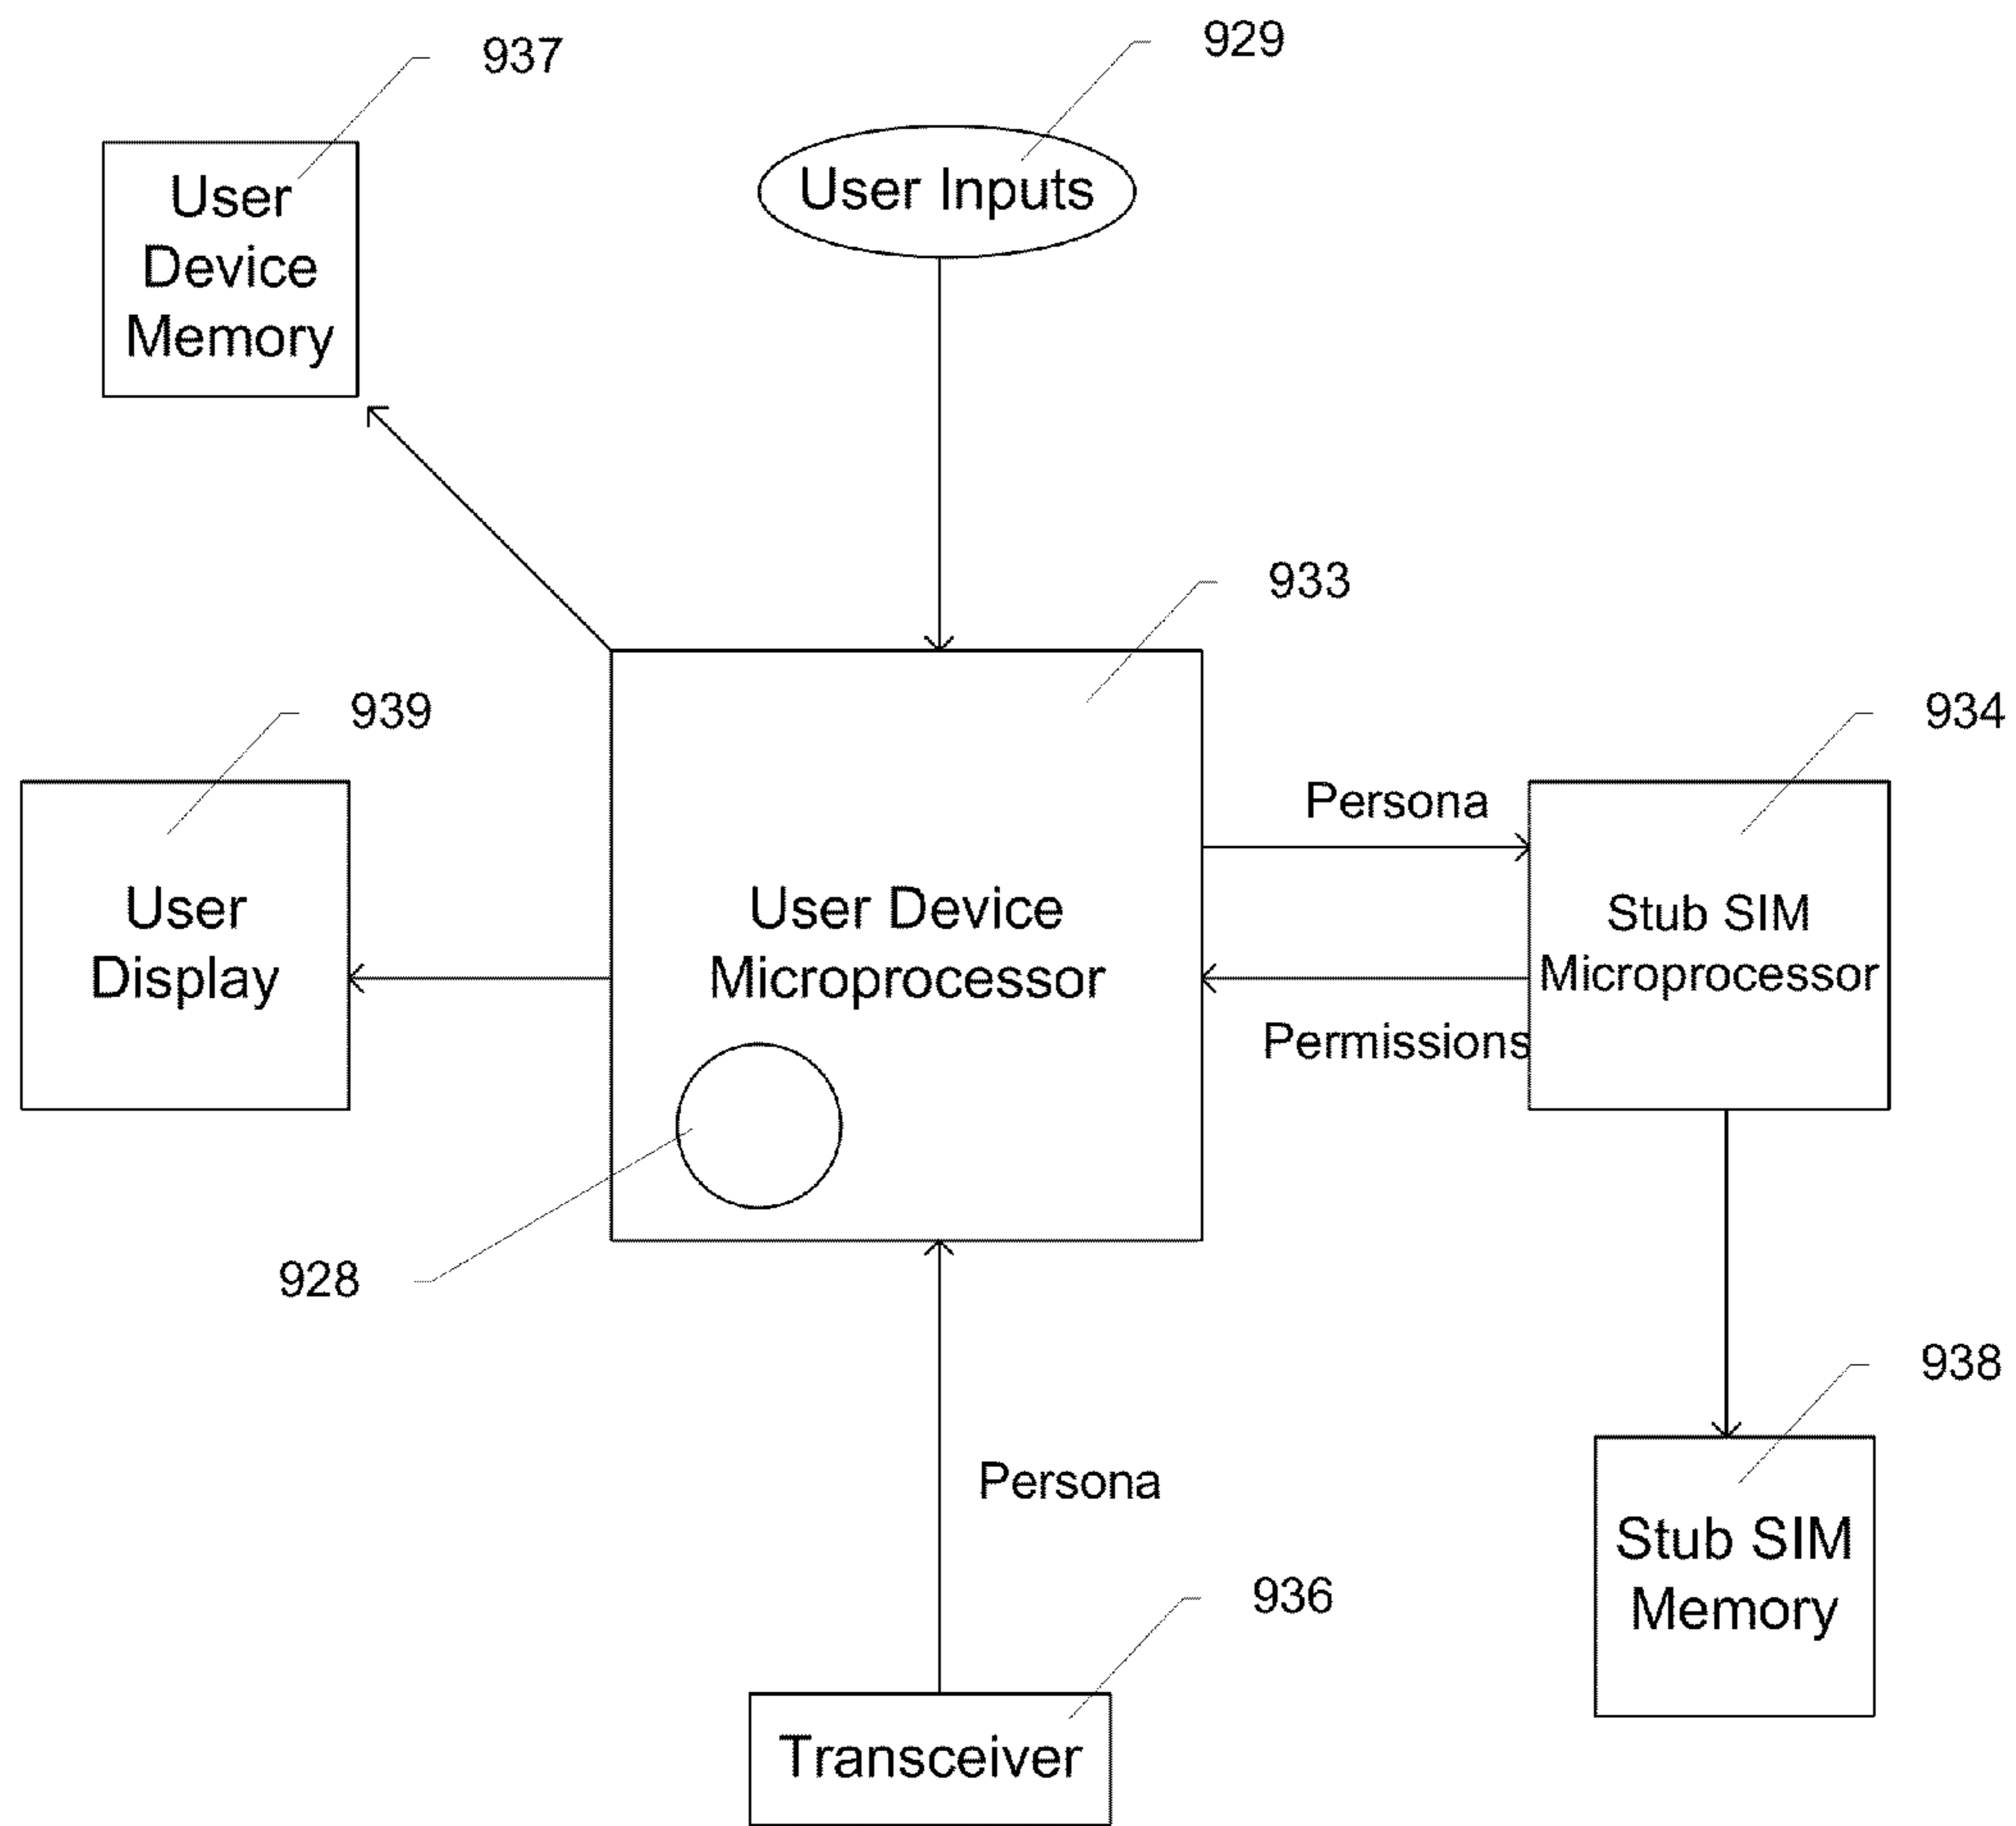 929
937
User
Device
Memory
User Inputs
933
939
934
Persona
User
Display
User Device
Microprocessor
Stub SIM
Microprocessor
Permissions
928
938
Persona
Stub SIM
Memory
936
Transceiver